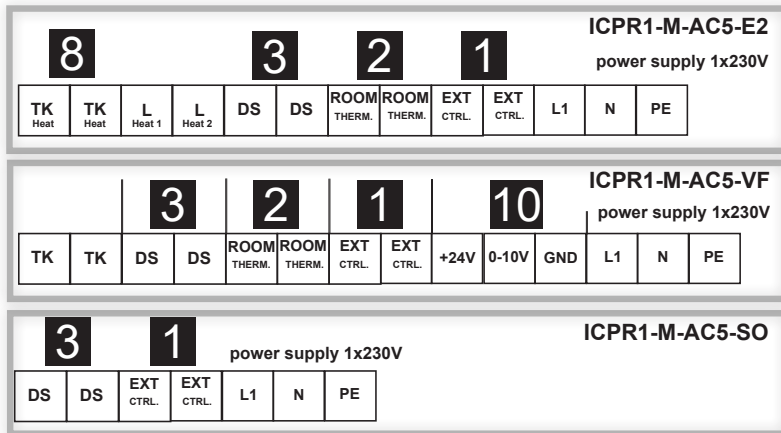 ICPR1-M-AC5-E2
8 3 2 1 power supply 1x230V
TK TK L L DS DS ROOM ROOM EXT EXT L1 N PE
Heat Heat Heat 1 Heat 2 THERM. THERM. CTRL. CTRL.
ICPR1-M-AC5-VF
3 2 1 10 power supply 1x230V
TK TK DS DS ROOM ROOM EXT EXT +24V 0-10V GND L1 N PE
THERM. THERM. CTRL. CTRL.
ICPR1-M-AC5-SO
3 1 power supply 1x230V
DS DS EXT EXT L1 N PE
CTRL. CTRL.